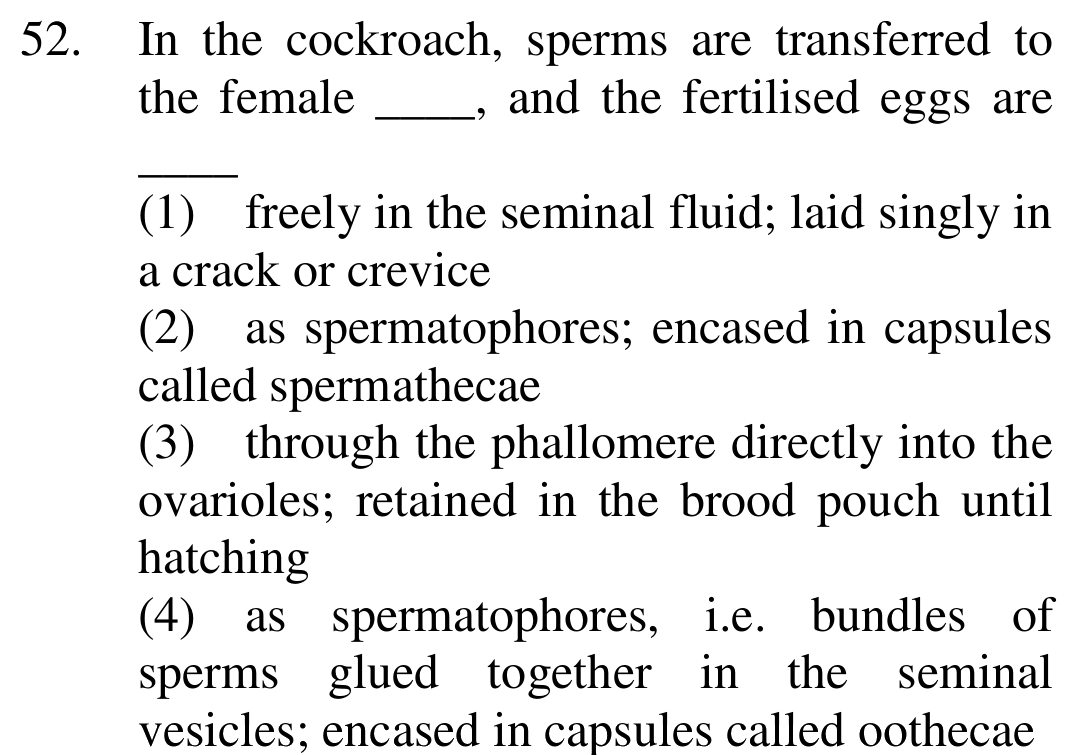 52. In the cockroach, sperms are transferred to
the female ____, and the fertilised eggs are
____
(1) freely in the seminal fluid; laid singly in
a crack or crevice
(2) as spermatophores; encased in capsules
called spermathecae
(3) through the phallomere directly into the
ovarioles; retained in the brood pouch until
hatching
(4) as spermatophores, i.e. bundles of
sperms glued together in the seminal
vesicles; encased in capsules called oothecae